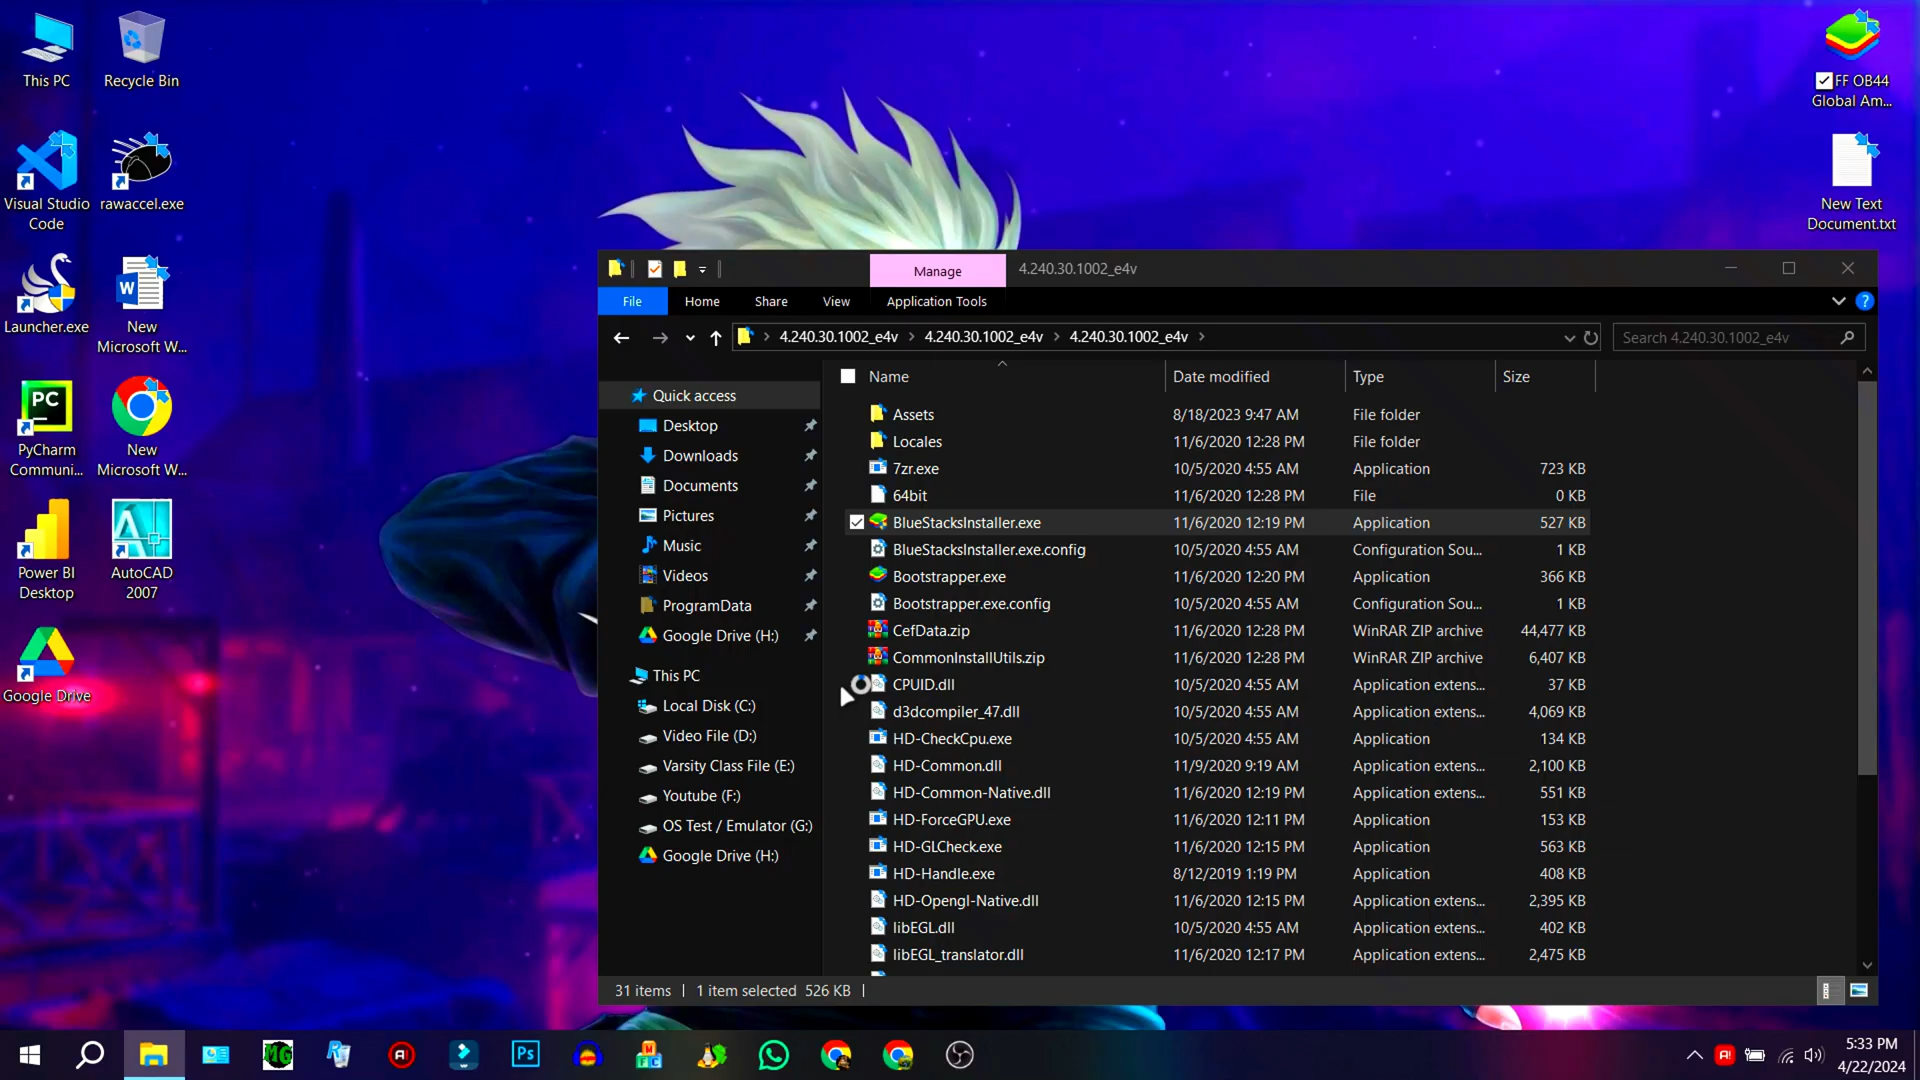 This PC
Recycle Bin
Visual Studio
Code
rawaccel.exe
Launcher.exe
New
Microsoft W...
PyCharm
Communi...
New
Microsoft W...
Power BI
Desktop
AutoCAD
2007
Google Drive
FF OB44
Global Am...
New Text
Document.txt
Manage
4.240.30.1002_e4v
File
Home
Share
View
Application Tools
4.240.30.1002_e4v
4.240.30.1002_e4v
4.240.30.1002_e4v
Search 4.240.30.1002_e4v
Name Date modified Type Size
Quick access
Desktop
Downloads
Documents
Pictures
Music
Videos
ProgramData
Google Drive (H:)
This PC
Local Disk (C:)
Video File (D:)
Varsity Class File (E:)
Youtube (F:)
OS Test / Emulator (G:)
Google Drive (H:)
Assets 8/18/2023 9:47 AM File folder
Locales 11/6/2020 12:28 PM File folder
7zr.exe 10/5/2020 4:55 AM Application 723 KB
64bit 11/6/2020 12:28 PM File 0 KB
BlueStacksInstaller.exe 11/6/2020 12:19 PM Application 527 KB
BlueStacksInstaller.exe.config 10/5/2020 4:55 AM Configuration Sou... 1 KB
Bootstrapper.exe 11/6/2020 12:20 PM Application 366 KB
Bootstrapper.exe.config 10/5/2020 4:55 AM Configuration Sou... 1 KB
CefData.zip 11/6/2020 12:28 PM WinRAR ZIP archive 44,477 KB
CommonInstallUtils.zip 11/6/2020 12:28 PM WinRAR ZIP archive 6,407 KB
CPUID.dll 10/5/2020 4:55 AM Application extens... 37 KB
d3dcompiler_47.dll 10/5/2020 4:55 AM Application extens... 4,069 KB
HD-CheckCpu.exe 10/5/2020 4:55 AM Application 134 KB
HD-Common.dll 11/9/2020 9:19 AM Application extens... 2,100 KB
HD-Common-Native.dll 11/6/2020 12:19 PM Application extens... 551 KB
HD-ForceGPU.exe 11/6/2020 12:11 PM Application 153 KB
HD-GLCheck.exe 11/6/2020 12:15 PM Application 563 KB
HD-Handle.exe 8/12/2019 1:19 PM Application 408 KB
HD-Opengl-Native.dll 11/6/2020 12:15 PM Application extens... 2,395 KB
libEGL.dll 10/5/2020 4:55 AM Application extens... 402 KB
libEGL_translator.dll 11/6/2020 12:17 PM Application extens... 2,475 KB
31 items
1 item selected 526 KB
5:33 PM
4/22/2024